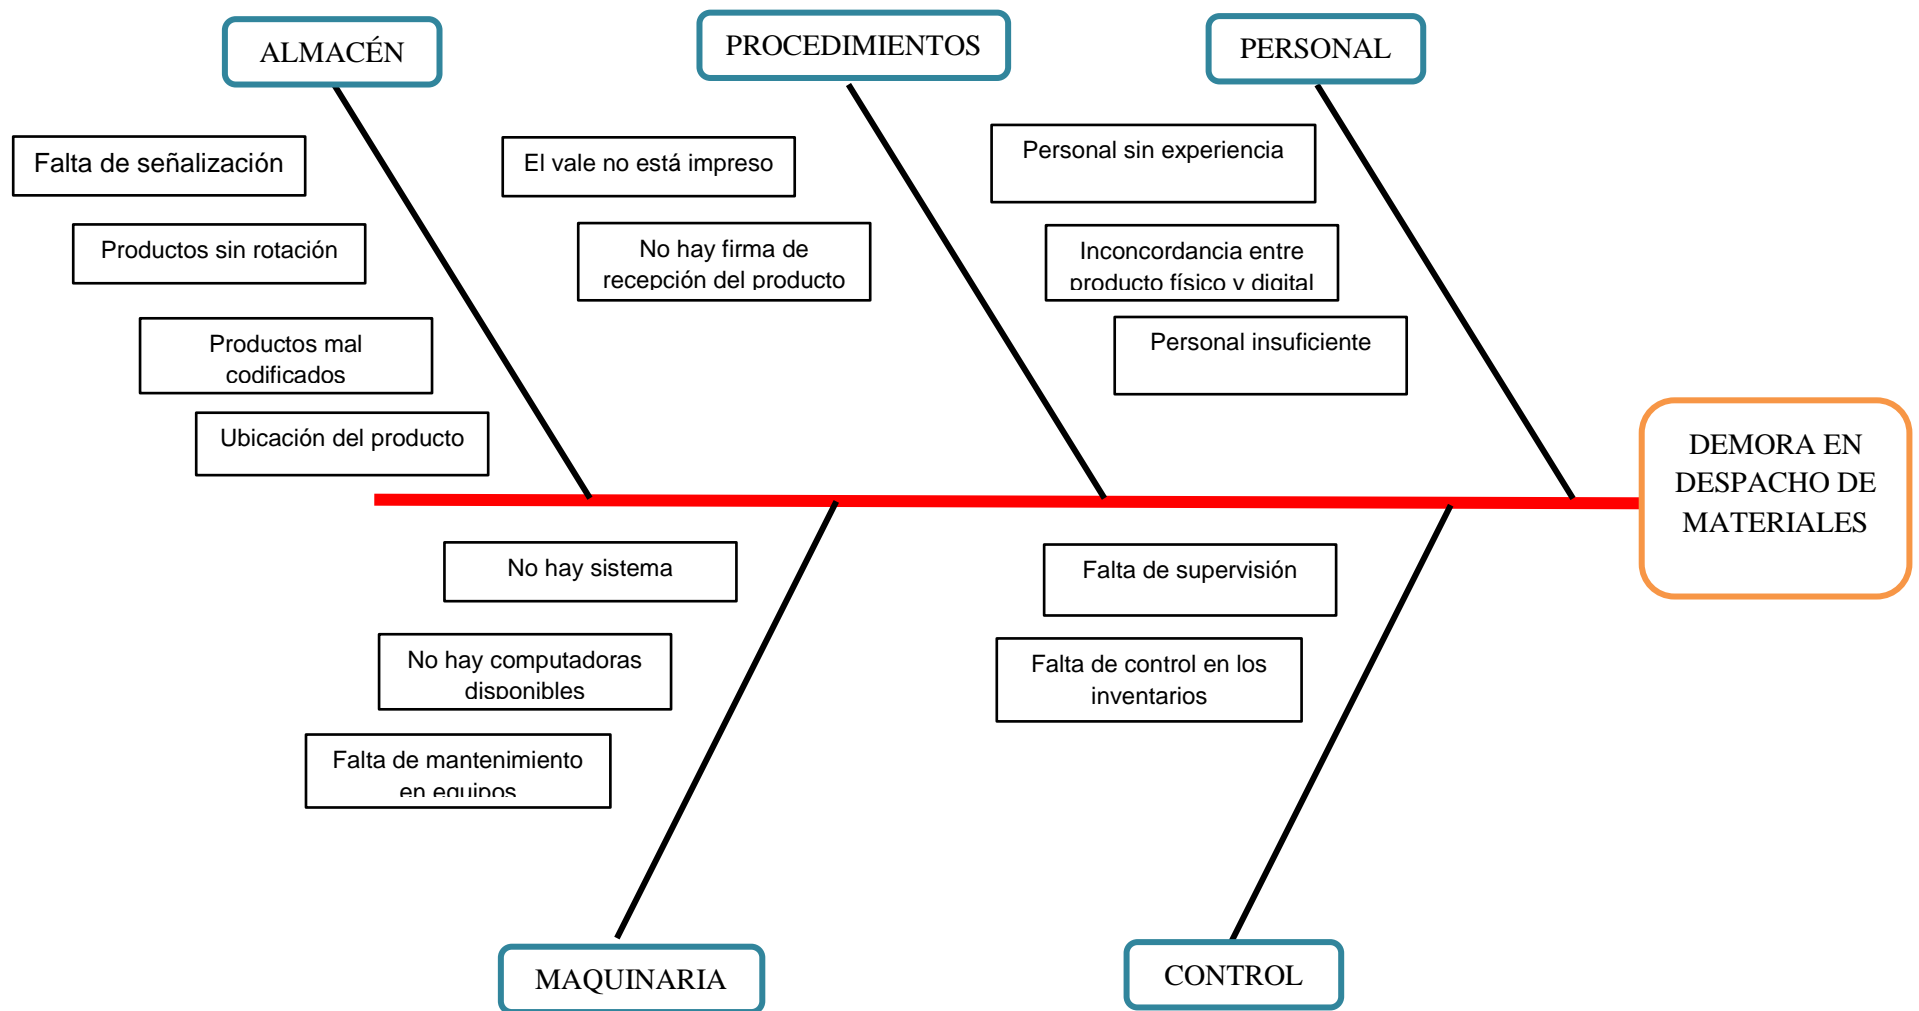 ALMACÉN
PROCEDIMIENTOS
PERSONAL
Falta de señalización
Productos sin rotación
Productos mal
codificados
Ubicación del producto
El vale no está impreso
No hay firma de
recepción del producto
Personal sin experiencia
Inconcordancia entre
producto físico y digital
Personal insuficiente
DEMORA EN
DESPACHO DE
MATERIALES
No hay sistema
No hay computadoras
disponibles
Falta de mantenimiento
en equipos
Falta de supervisión
Falta de control en los
inventarios
MAQUINARIA
CONTROL